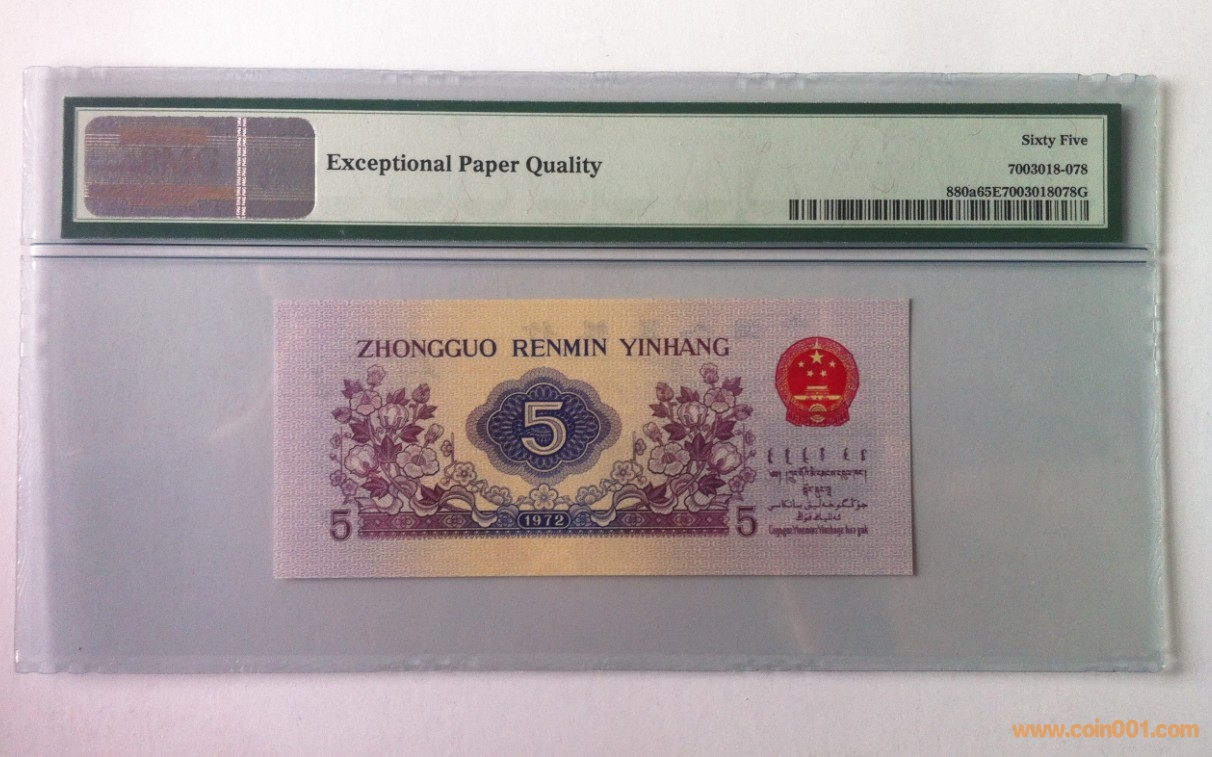 Exceptional Paper Quality
Sixty Five
7003018-078
880a65E7003018078G
ZHONGGUO RENMIN YINHANG
5
1972
5
5
www.coin001.com